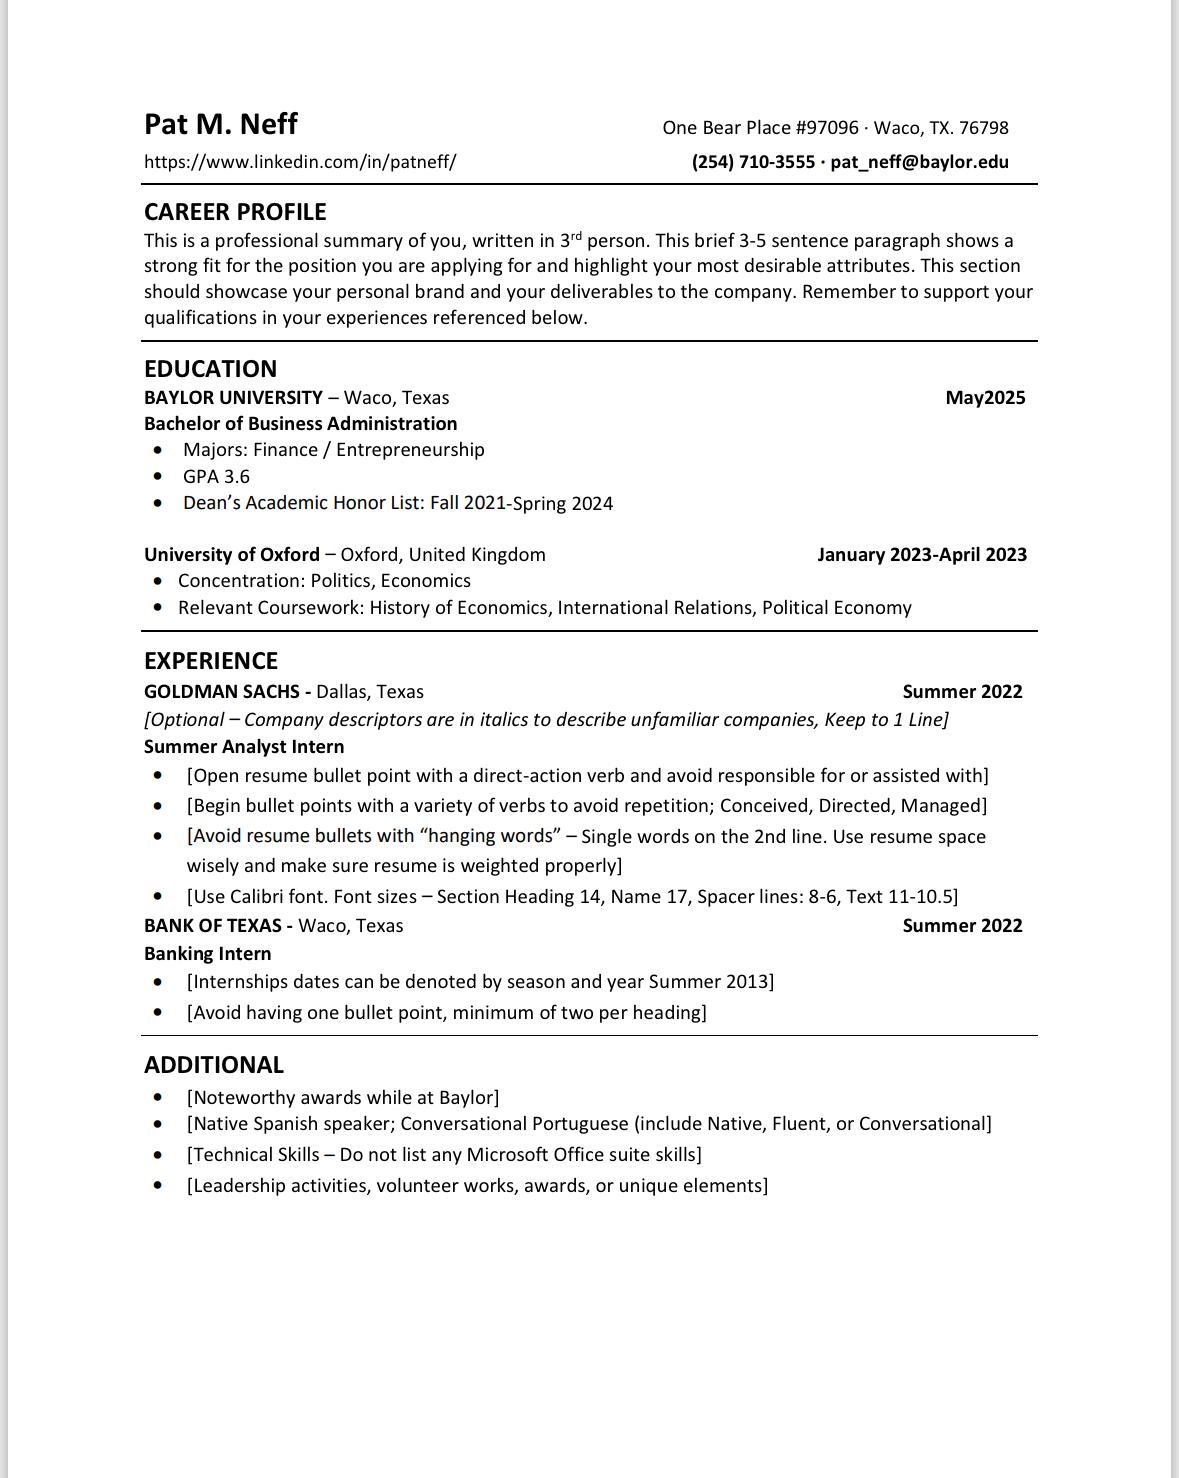 Pat M. Neff One Bear Place #97096 · Waco, TX. 76798
https://www.linkedin.com/in/patneff/ (254) 710-3555 · pat_neff@baylor.edu
CAREER PROFILE
This is a professional summary of you, written in 3rd person. This brief 3-5 sentence paragraph shows a
strong fit for the position you are applying for and highlight your most desirable attributes. This section
should showcase your personal brand and your deliverables to the company. Remember to support your
qualifications in your experiences referenced below.
EDUCATION
BAYLOR UNIVERSITY – Waco, Texas May2025
Bachelor of Business Administration
• Majors: Finance / Entrepreneurship
• GPA 3.6
• Dean’s Academic Honor List: Fall 2021-Spring 2024
University of Oxford – Oxford, United Kingdom January 2023-April 2023
• Concentration: Politics, Economics
• Relevant Coursework: History of Economics, International Relations, Political Economy
EXPERIENCE
GOLDMAN SACHS - Dallas, Texas Summer 2022
[Optional – Company descriptors are in italics to describe unfamiliar companies, Keep to 1 Line]
Summer Analyst Intern
• [Open resume bullet point with a direct-action verb and avoid responsible for or assisted with]
• [Begin bullet points with a variety of verbs to avoid repetition; Conceived, Directed, Managed]
• [Avoid resume bullets with “hanging words” – Single words on the 2nd line. Use resume space
wisely and make sure resume is weighted properly]
• [Use Calibri font. Font sizes – Section Heading 14, Name 17, Spacer lines: 8-6, Text 11-10.5]
BANK OF TEXAS - Waco, Texas Summer 2022
Banking Intern
• [Internships dates can be denoted by season and year Summer 2013]
• [Avoid having one bullet point, minimum of two per heading]
ADDITIONAL
• [Noteworthy awards while at Baylor]
• [Native Spanish speaker; Conversational Portuguese (include Native, Fluent, or Conversational]
• [Technical Skills – Do not list any Microsoft Office suite skills]
• [Leadership activities, volunteer works, awards, or unique elements]